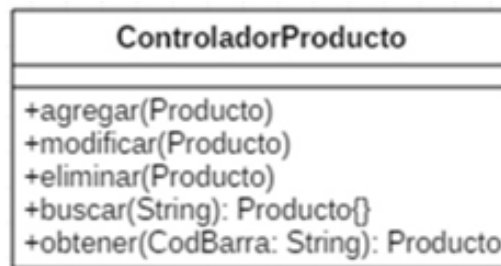 ControladorProducto
+agregar(Producto)
+modificar(Producto)
+eliminar(Producto)
+buscar(String): Producto{}
+obtener(CodBarra: String): Producto